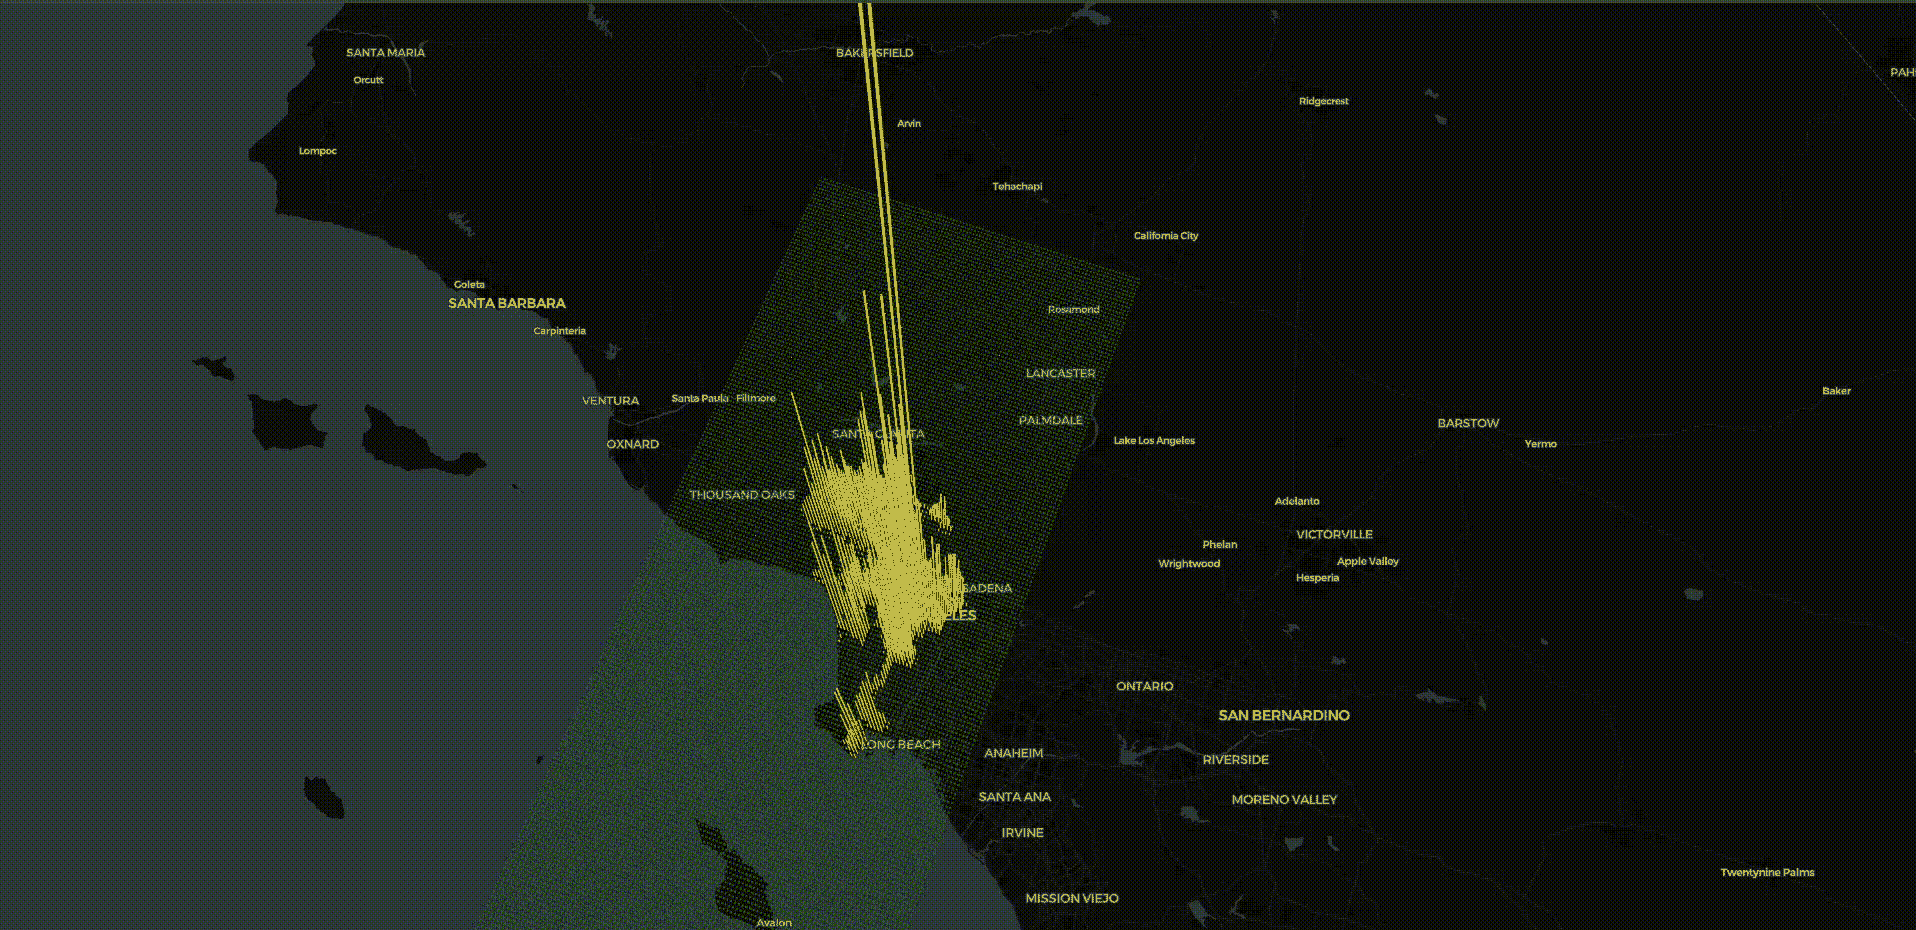 SANTA MARIA
BAKERSFIELD
PAH
Orcutt
Ridgecrest
Arvin
Lompoc
Tehachapi
California City
Goleta
SANTA BARBARA
Rosamond
Carpinteria
LANCASTER
Baker
VENTURA
Santa Paula
Fillmore
PALMDALE
BARSTOW
SANTA CLARITA
OXNARD
Lake Los Angeles
Yermo
THOUSAND OAKS
Adelanto
VICTORVILLE
Phelan
Wrightwood
Apple Valley
Hesperia
SADENA
ELES
ONTARIO
SAN BERNARDINO
LONG BEACH
ANAHEIM
RIVERSIDE
SANTA ANA
MORENO VALLEY
IRVINE
Twentynine Palms
MISSION VIEJO
Avalon